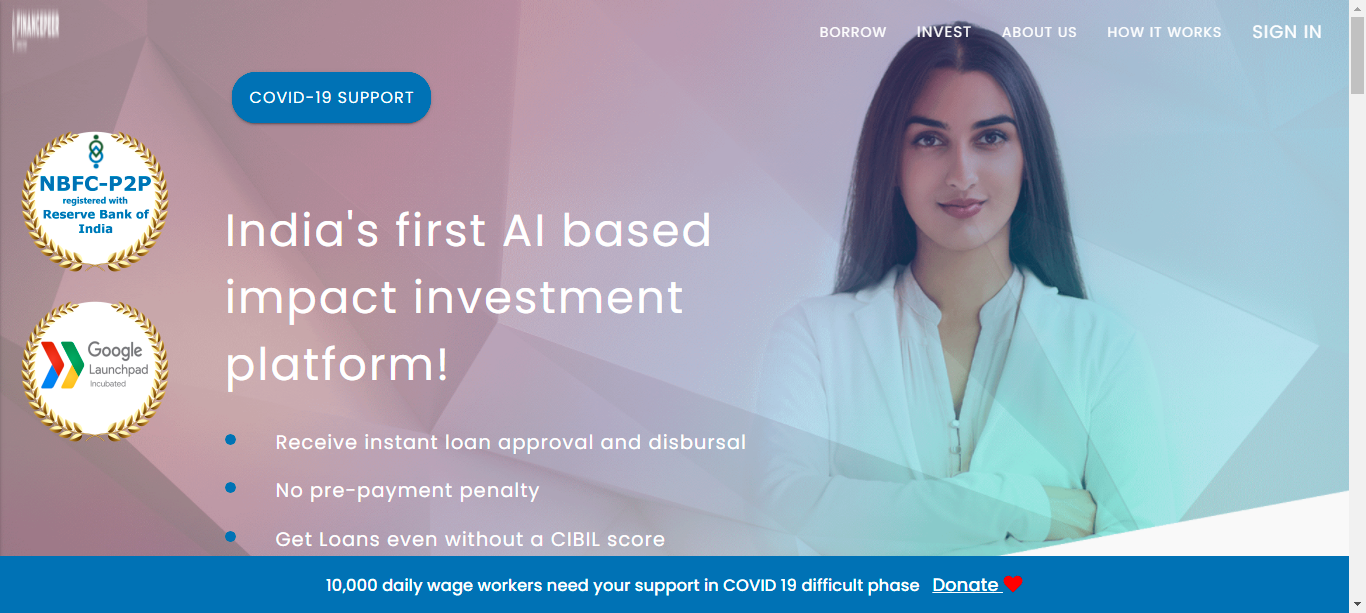 FINANCEPEER
BORROW
INVEST
ABOUT US
HOW IT WORKS
SIGN IN
COVID-19 SUPPORT
NBFC-P2P
registered with
Reserve Bank of
India
Google
Launchpad
Incubated
India's first AI based
impact investment
platform!
Receive instant loan approval and disbursal
No pre-payment penalty
Get Loans even without a CIBIL score
10,000 daily wage workers need your support in COVID 19 difficult phase Donate